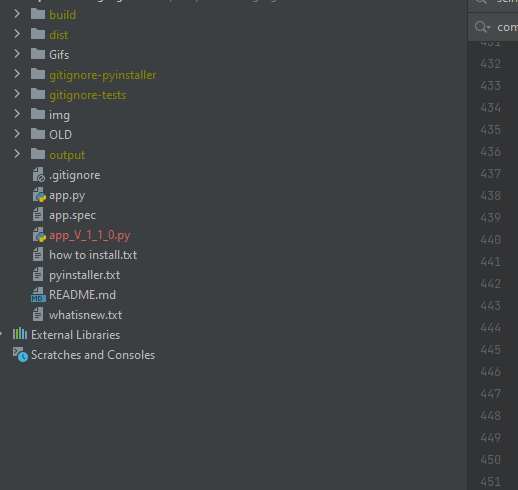 build
dist
Gifs
gitignore-pyinstaller
gitignore-tests
img
OLD
output
.gitignore
app.py
app.spec
app_V_1_1_0.py
how to install.txt
pyinstaller.txt
README.md
whatisnew.txt
External Libraries
Scratches and Consoles
com
431
432
433
434
435
436
437
438
439
440
441
442
443
444
445
446
447
448
449
450
451